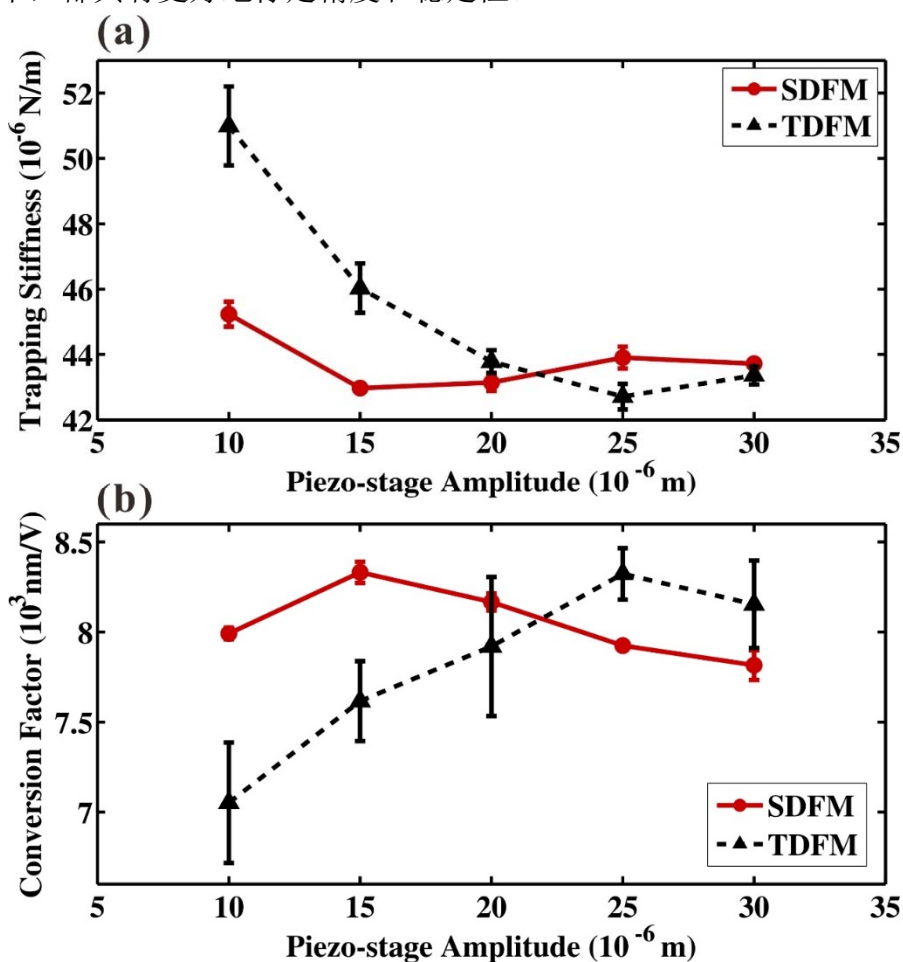 (a)
52
50
48
46
44
42
Trapping Stiffness (10⁻⁶ N/m)
SDFM
TDFM
5 10 15 20 25 30 35
Piezo-stage Amplitude (10⁻⁶ m)
(b)
8.5
8
7.5
7
Conversion Factor (10³nm/V)
SDFM
TDFM
5 10 15 20 25 30 35
Piezo-stage Amplitude (10⁻⁶ m)